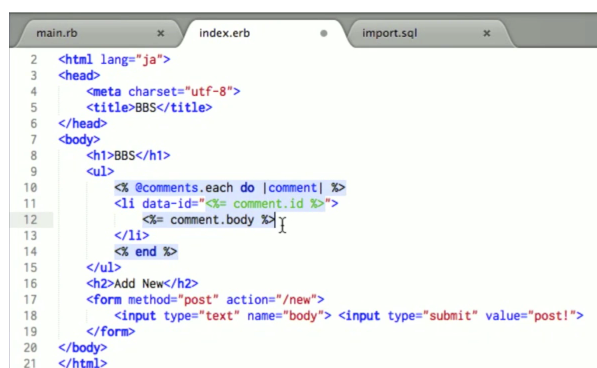 main.rb × index.erb import.sql ×
2 <html lang="ja">
3 <head>
4 <meta charset="utf-8">
5 <title>BBS</title>
6 </head>
7 <body>
8 <h1>BBS</h1>
9 <ul>
10 <% @comments.each do |comment| %>
11 <li data-id="<%= comment.id %>">
12 <%= comment.body %>
13 </li>
14 <% end %>
15 </ul>
16 <h2>Add New</h2>
17 <form method="post" action="/new">
18 <input type="text" name="body"> <input type="submit" value="post!">
19 </form>
20 </body>
21 </html>